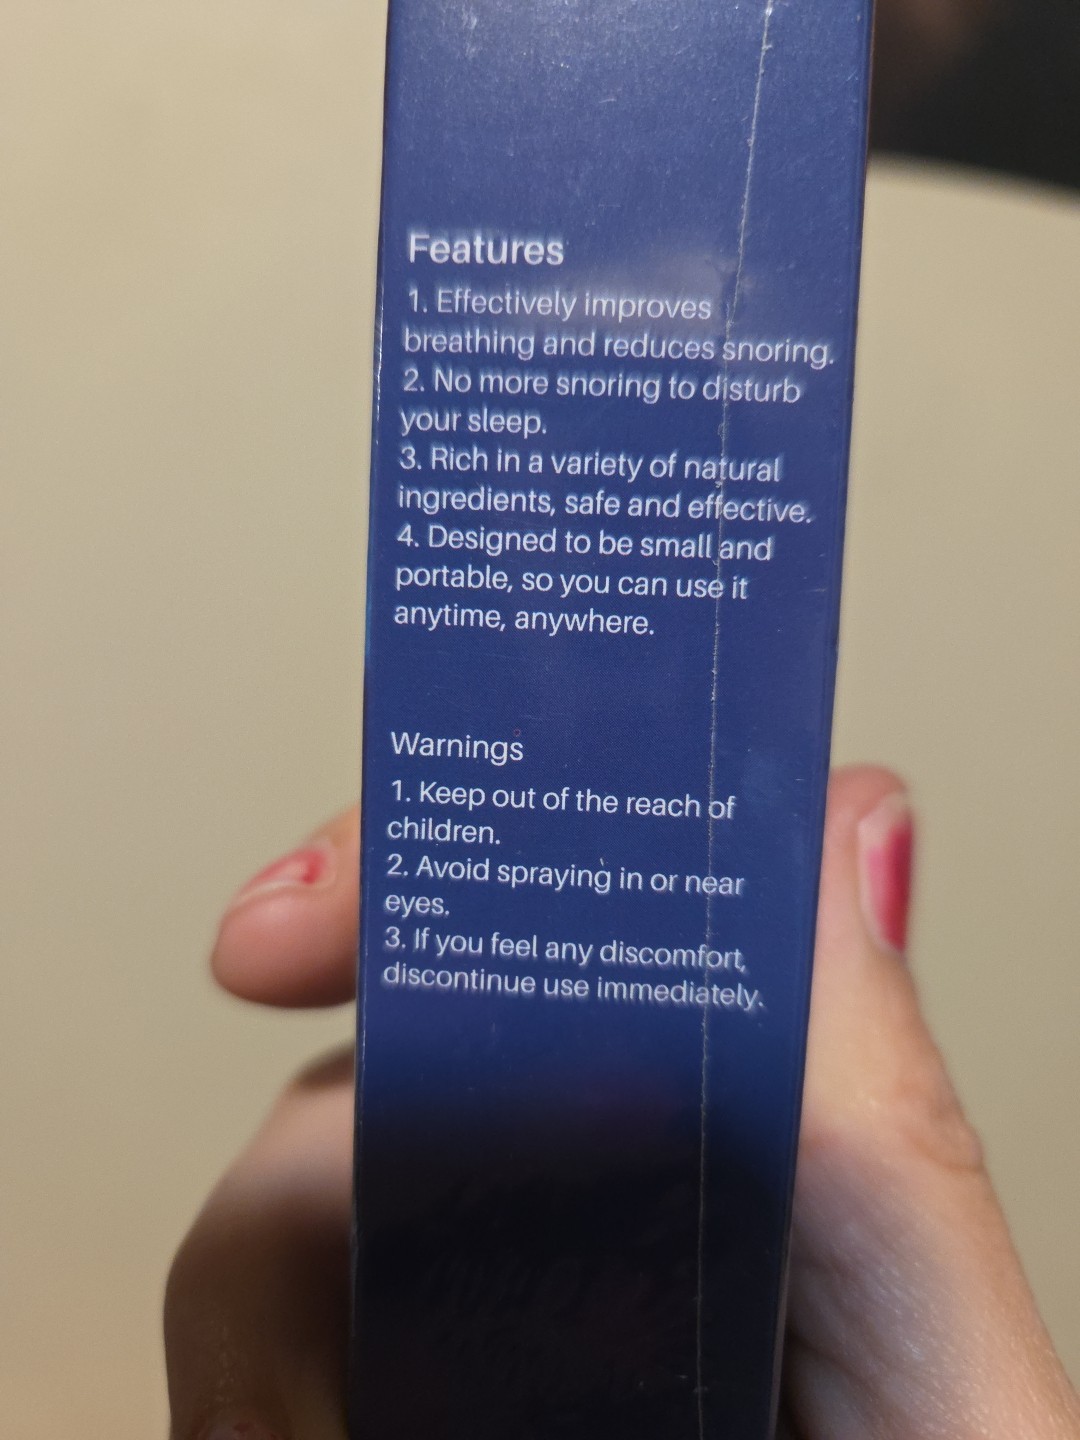 Features
1. Effectively improves
breathing and reduces snoring.
2. No more snoring to disturb
your sleep.
3. Rich in a variety of natural
ingredients, safe and effective.
4. Designed to be small and
portable, so you can use it
anytime, anywhere.
Warnings
1. Keep out of the reach of
children.
2. Avoid spraying in or near
eyes.
3. If you feel any discomfort,
discontinue use immediately.